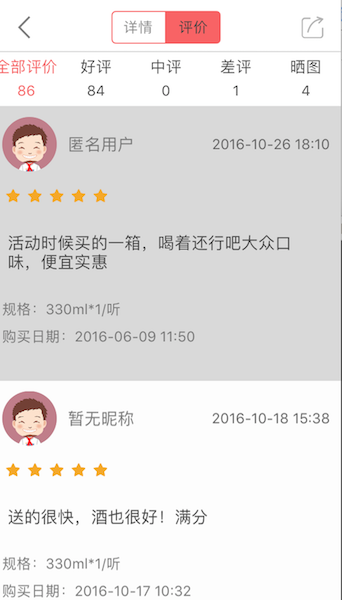 详情 评价
全部评价 好评 中评 差评 晒图
86 84 0 1 4
匿名用户 2016-10-26 18:10
活动时候买的一箱，喝着还行吧大众口
味，便宜实惠
规格：330ml*1/听
购买日期：2016-06-09 11:50
暂无昵称 2016-10-18 15:38
送的很快，酒也很好！满分
规格：330ml*1/听
购买日期：2016-10-17 10:32